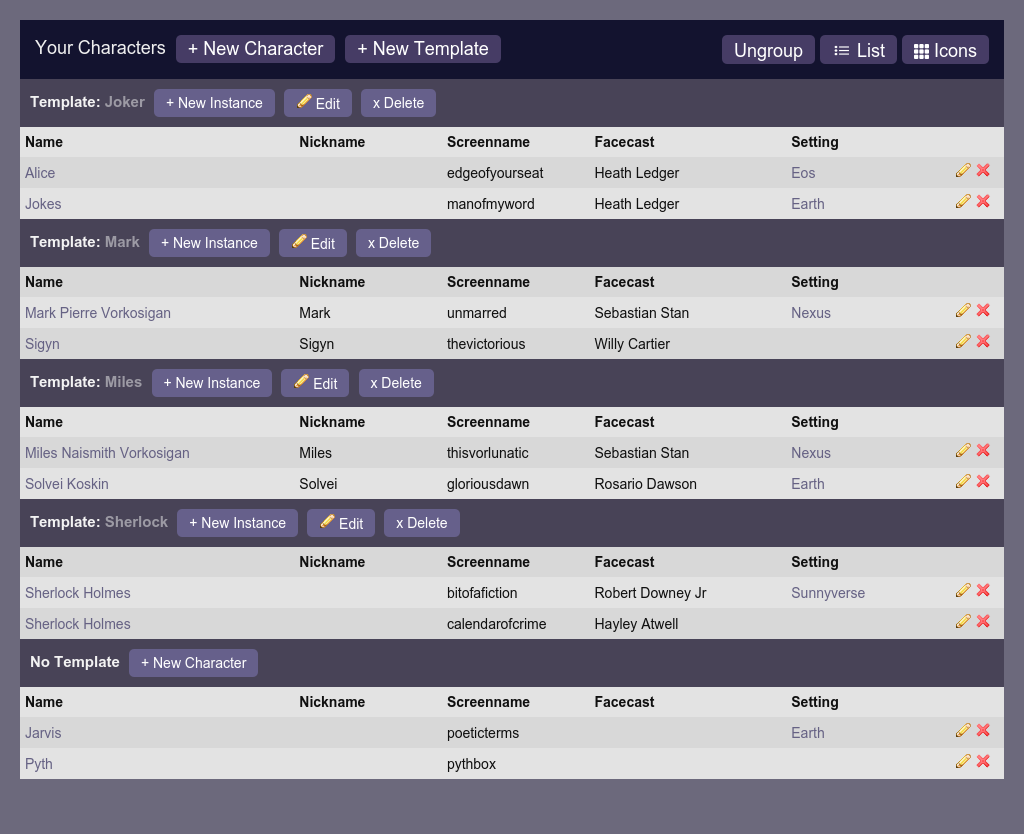 Your Characters + New Character + New Template Ungroup List Icons
Template: Joker + New Instance Edit x Delete
Name Nickname Screenname Facecast Setting
Alice edgeofyourseat Heath Ledger Eos
Jokes manofmyword Heath Ledger Earth
Template: Mark + New Instance Edit x Delete
Name Nickname Screenname Facecast Setting
Mark Pierre Vorkosigan Mark unmarred Sebastian Stan Nexus
Sigyn Sigyn thevictorious Willy Cartier
Template: Miles + New Instance Edit x Delete
Name Nickname Screenname Facecast Setting
Miles Naismith Vorkosigan Miles thisvorlunatic Sebastian Stan Nexus
Solvei Koskin Solvei gloriousdawn Rosario Dawson Earth
Template: Sherlock + New Instance Edit x Delete
Name Nickname Screenname Facecast Setting
Sherlock Holmes bitofafiction Robert Downey Jr Sunnyverse
Sherlock Holmes calendarofcrime Hayley Atwell
No Template + New Character
Name Nickname Screenname Facecast Setting
Jarvis poeticterms Earth
Pyth pythbox